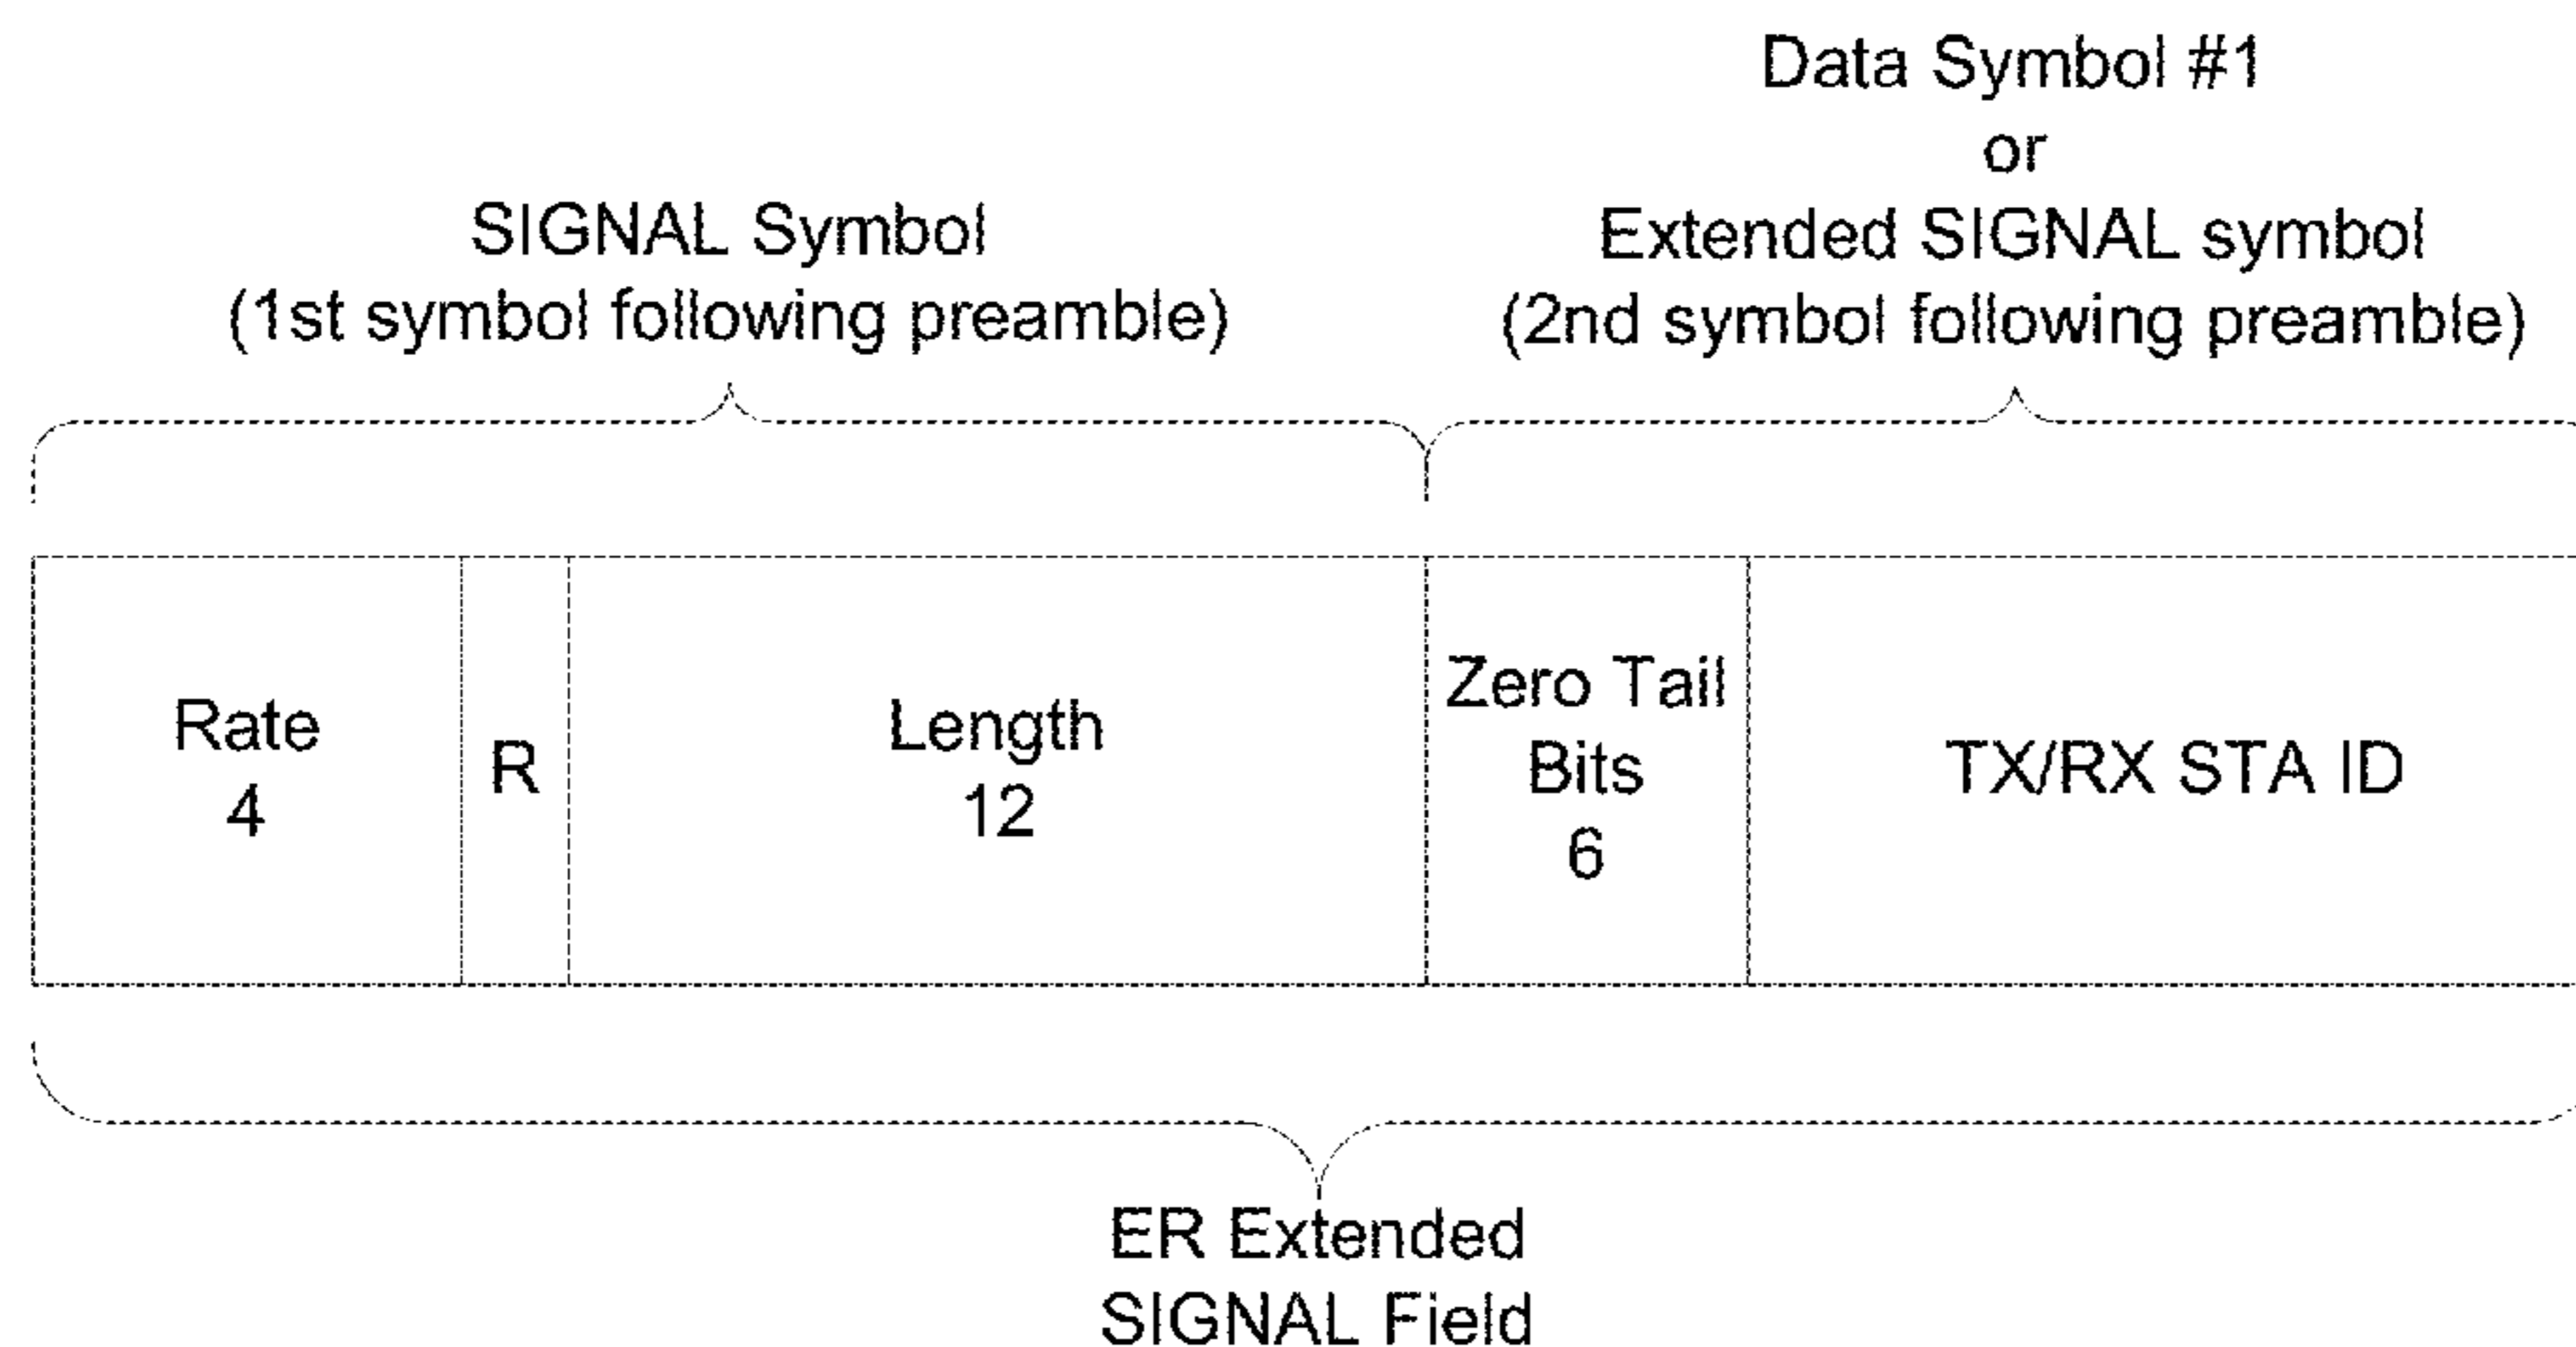 Data Symbol #1
or
Extended SIGNAL symbol
(2nd symbol following preamble)
SIGNAL Symbol
(1st symbol following preamble)
Rate
4
R
Length
12
Zero Tail
Bits
6
TX/RX STA ID
ER Extended
SIGNAL Field